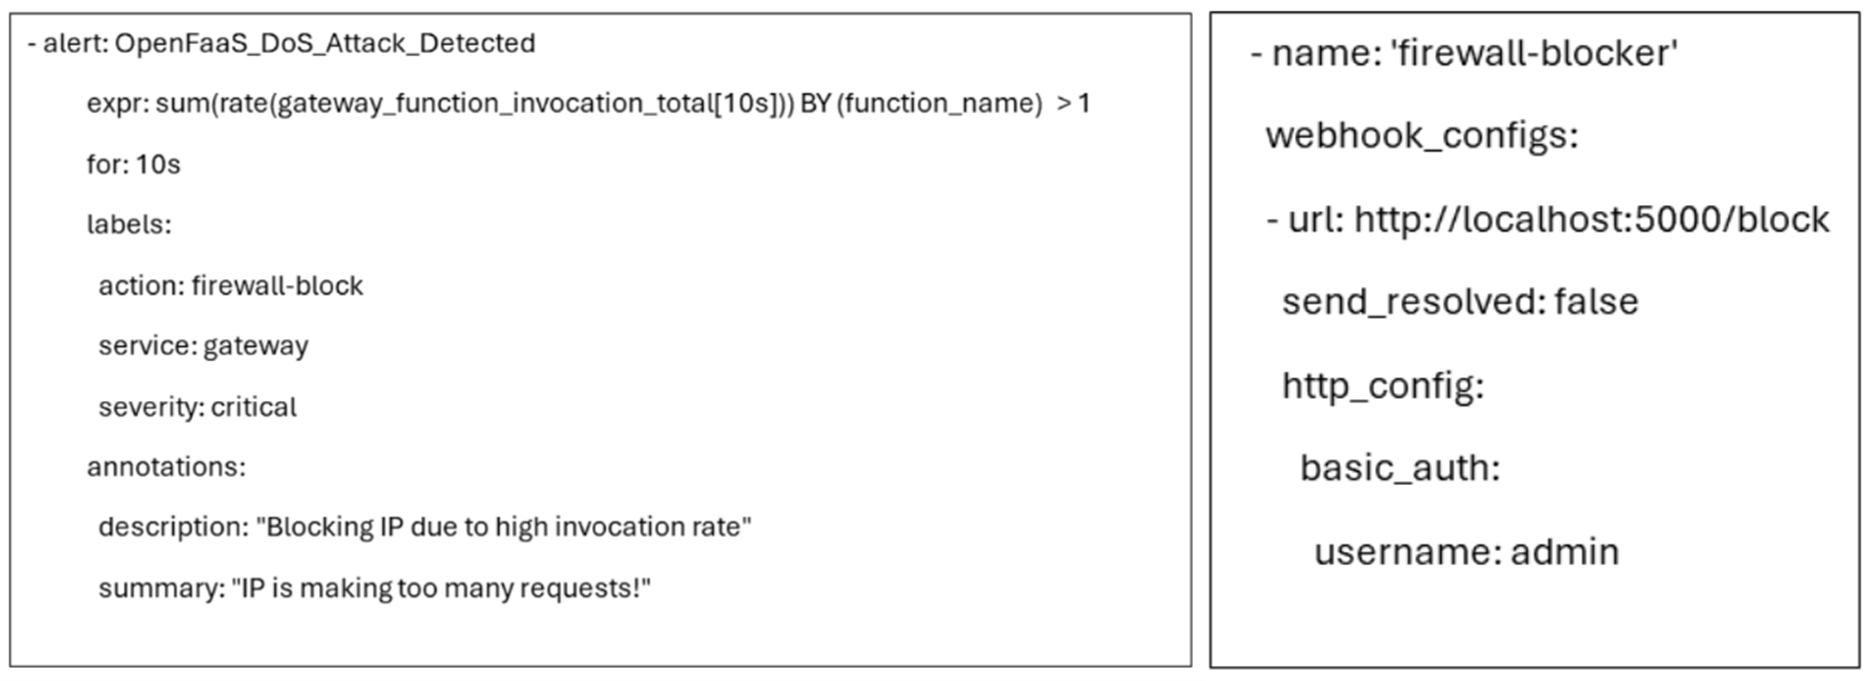 - alert: OpenFaaS_DoS_Attack_Detected
expr: sum(rate(gateway_function_invocation_total[10s])) BY (function_name) > 1
for: 10s
labels:
action: firewall-block
service: gateway
severity: critical
annotations:
description: "Blocking IP due to high invocation rate"
summary: "IP is making too many requests!"
- name: 'firewall-blocker'
webhook_configs:
- url: http://localhost:5000/block
send_resolved: false
http_config:
basic_auth:
username: admin